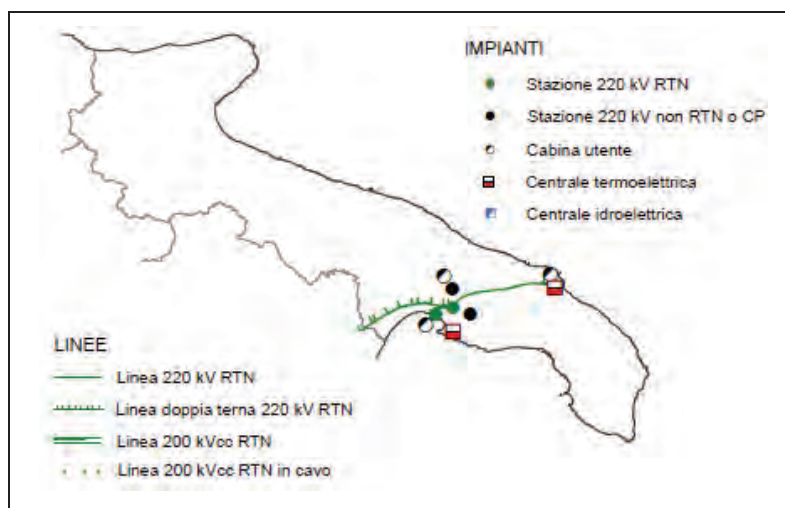 IMPIANTI
Stazione 220 kV RTN
Stazione 220 kV non RTN o CP
Cabina utente
Centrale termoelettrica
Centrale idroelettrica
LINEE
Linea 220 kV RTN
Linea doppia terna 220 kV RTN
Linea 200 kVcc RTN
Linea 200 kVcc RTN in cavo